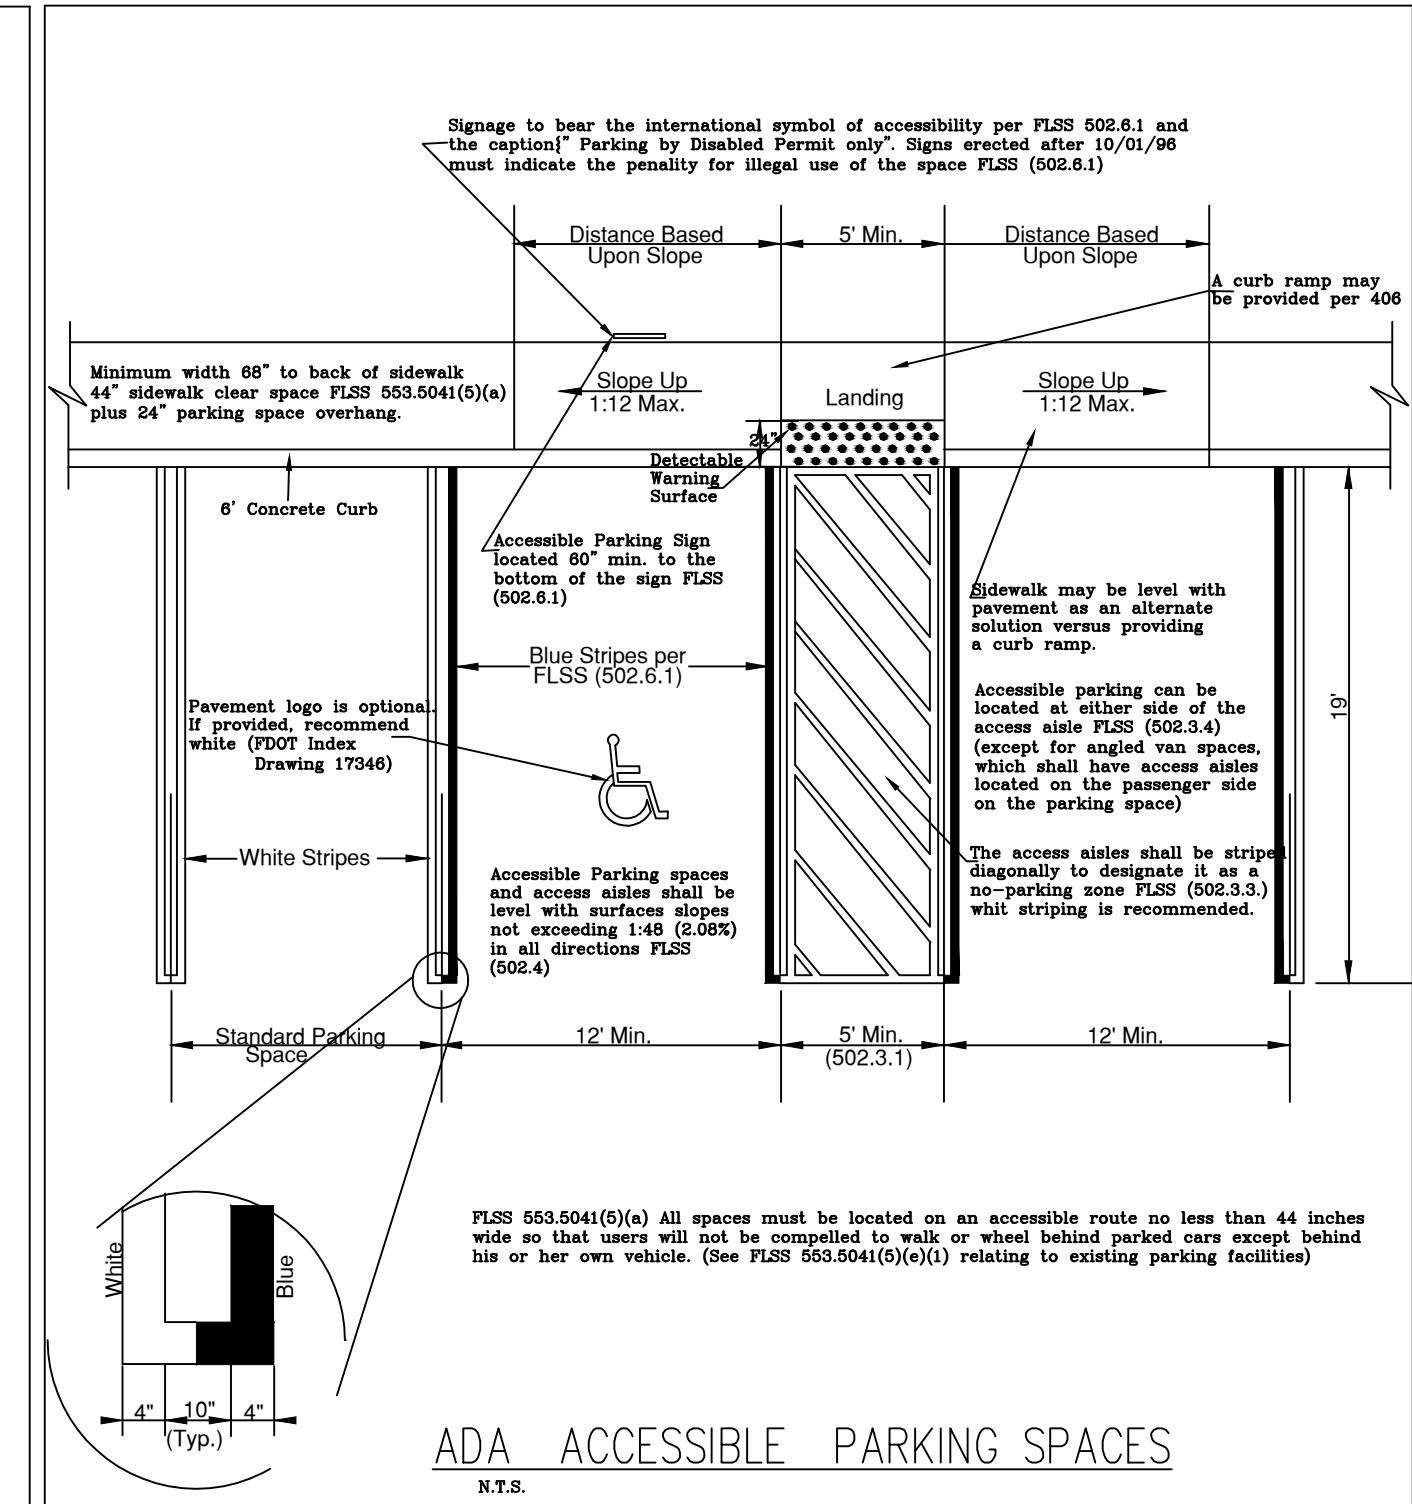 Signage to bear the international symbol of accessibility per FLSS 502.6.1 and
the caption{" Parking by Disabled Permit only". Signs erected after 10/01/96
must indicate the penality for illegal use of the space FLSS (502.6.1)
Distance Based
Upon Slope
5' Min.
Distance Based
Upon Slope
A curb ramp may
be provided per 406
Minimum width 68" to back of sidewalk
44" sidewalk clear space FLSS 553.5041(5)(a)
plus 24" parking space overhang.
Slope Up
1:12 Max.
Landing
Slope Up
1:12 Max.
24"
Detectable
Warning
Surface
6' Concrete Curb
Accessible Parking Sign
located 60" min. to the
bottom of the sign FLSS
(502.6.1)
Sidewalk may be level with
pavement as an alternate
solution versus providing
a curb ramp.
Blue Stripes per
FLSS (502.6.1)
Pavement logo is optional.
If provided, recommend
white (FDOT Index
Drawing 17346)
Accessible parking can be
located at either side of the
access aisle FLSS (502.3.4)
(except for angled van spaces,
which shall have access aisles
located on the passenger side
on the parking space)
19'
White Stripes
Accessible Parking spaces
and access aisles shall be
level with surfaces slopes
not exceeding 1:48 (2.08%)
in all directions FLSS
(502.4)
The access aisles shall be striped
diagonally to designate it as a
no-parking zone FLSS (502.3.3.)
whit striping is recommended.
Standard Parking
Space
12' Min.
5' Min.
(502.3.1)
12' Min.
FLSS 553.5041(5)(a) All spaces must be located on an accessible route no less than 44 inches
wide so that users will not be compelled to walk or wheel behind parked cars except behind
his or her own vehicle. (See FLSS 553.5041(5)(e)(1) relating to existing parking facilities)
White
Blue
4"
10"
4"
(Typ.)
ADA ACCESSIBLE PARKING SPACES
N.T.S.